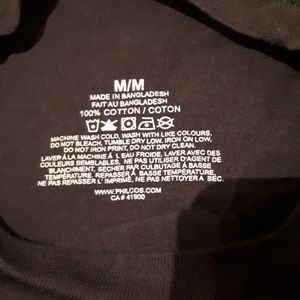 M/M
MADE IN BANGLADESH
FAIT AU BANGLADESH
100% COTTON / COTON
MACHINE WASH COLD, WASH WITH LIKE COLOURS,
DO NOT BLEACH, TUMBLE DRY LOW, IRON ON LOW,
DO NOT IRON PRINT, DO NOT DRY CLEAN.
LAVER À LA MACHINE À L EAU FROIDE, LAVER AVEC DES
COULEURS SEMBLABLES, NE PAS UTILISER D'AGENT DE
BLANCHIMENT, SECHER PAR CULBUTAGE À BASSE
TEMPÉRATURE, REPASSER À BASSE TEMPÉRATURE.
NE PAS REPASSER L' IMPRIMÉ, NE PAS NETTOYER A SEC.
WWW.PHILCOS.COM
CA# 41900